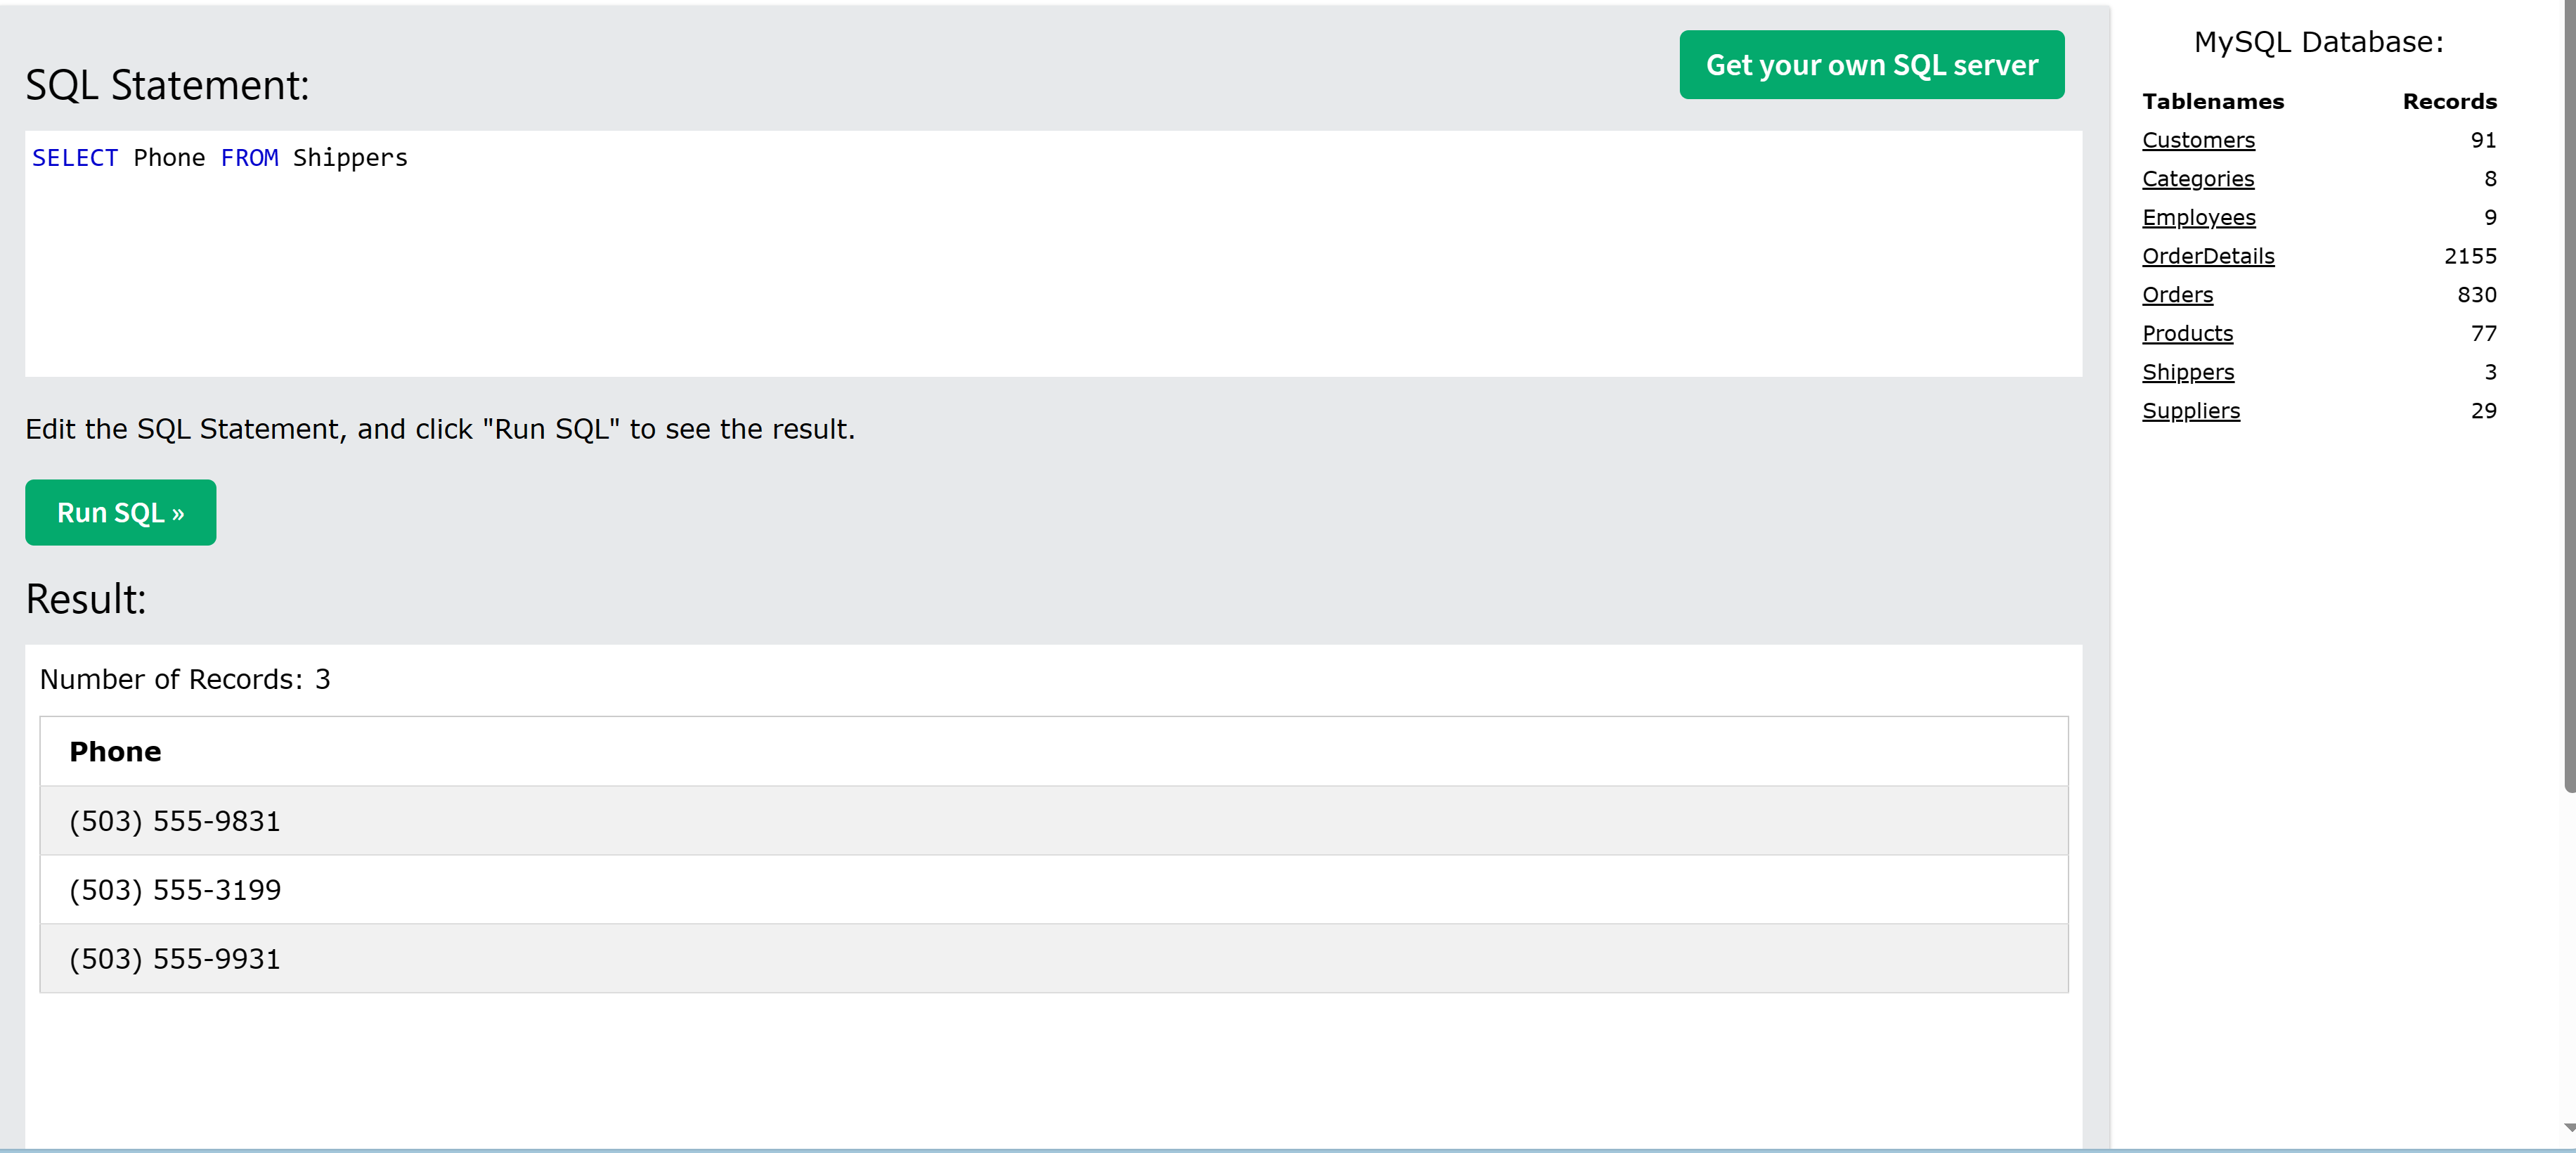 SQL Statement:
Get your own SQL server
SELECT Phone FROM Shippers
Edit the SQL Statement, and click "Run SQL" to see the result.
Run SQL »
Result:
Number of Records: 3
Phone
(503) 555-9831
(503) 555-3199
(503) 555-9931
MySQL Database:
Tablenames Records
Customers 91
Categories 8
Employees 9
OrderDetails 2155
Orders 830
Products 77
Shippers 3
Suppliers 29